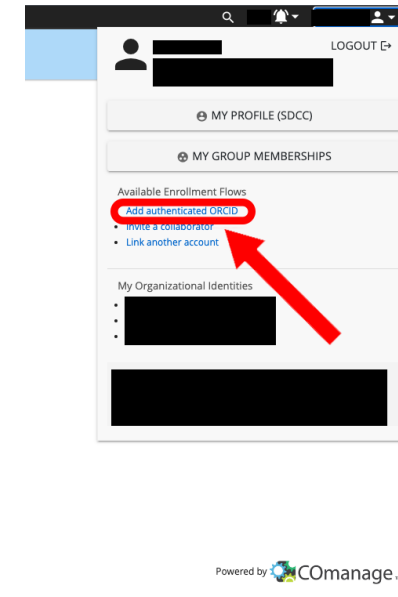 LOGOUT
MY PROFILE (SDCC)
MY GROUP MEMBERSHIPS
Available Enrollment Flows
Add authenticated ORCID
Invite a collaborator
Link another account
My Organizational Identities
Powered by COmanage